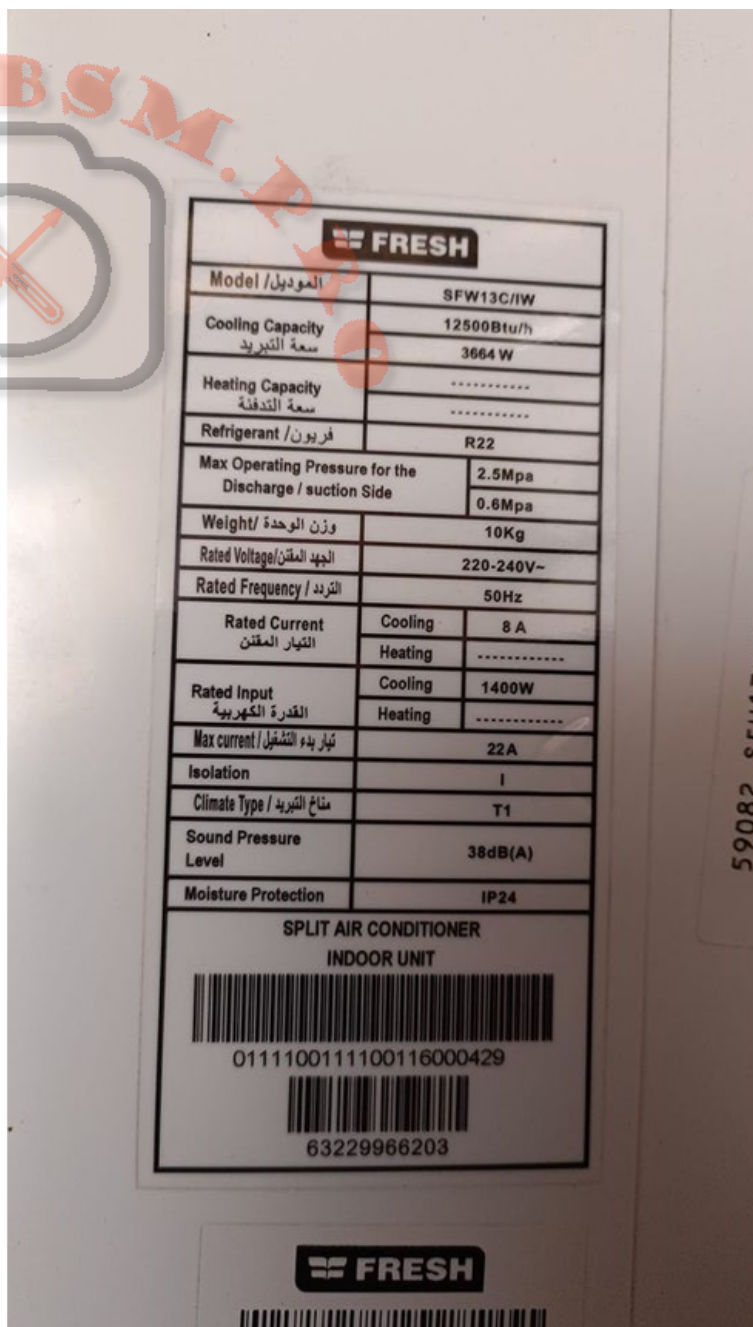 BSM.PRO
FRESH
Model / الموديل SFW13C/IW
Cooling Capacity 12500Btu/h
سعة التبريد 3664 W
Heating Capacity -----------
سعة التدفئة -----------
Refrigerant / فريون R22
Max Operating Pressure for the 2.5Mpa
Discharge / suction Side 0.6Mpa
Weight/ وزن الوحدة 10Kg
Rated Voltage/الجهد المقنن 220-240V~
Rated Frequency / التردد 50Hz
Rated Current Cooling 8 A
التيار المقنن Heating ------------
Rated Input Cooling 1400W
القدرة الكهربية Heating ------------
Max current / تيار بدء التشغيل 22A
Isolation I
Climate Type / مناخ التبريد T1
Sound Pressure
Level 38dB(A)
Moisture Protection IP24
SPLIT AIR CONDITIONER
INDOOR UNIT
01111001111100116000429
63229966203
FRESH
59082